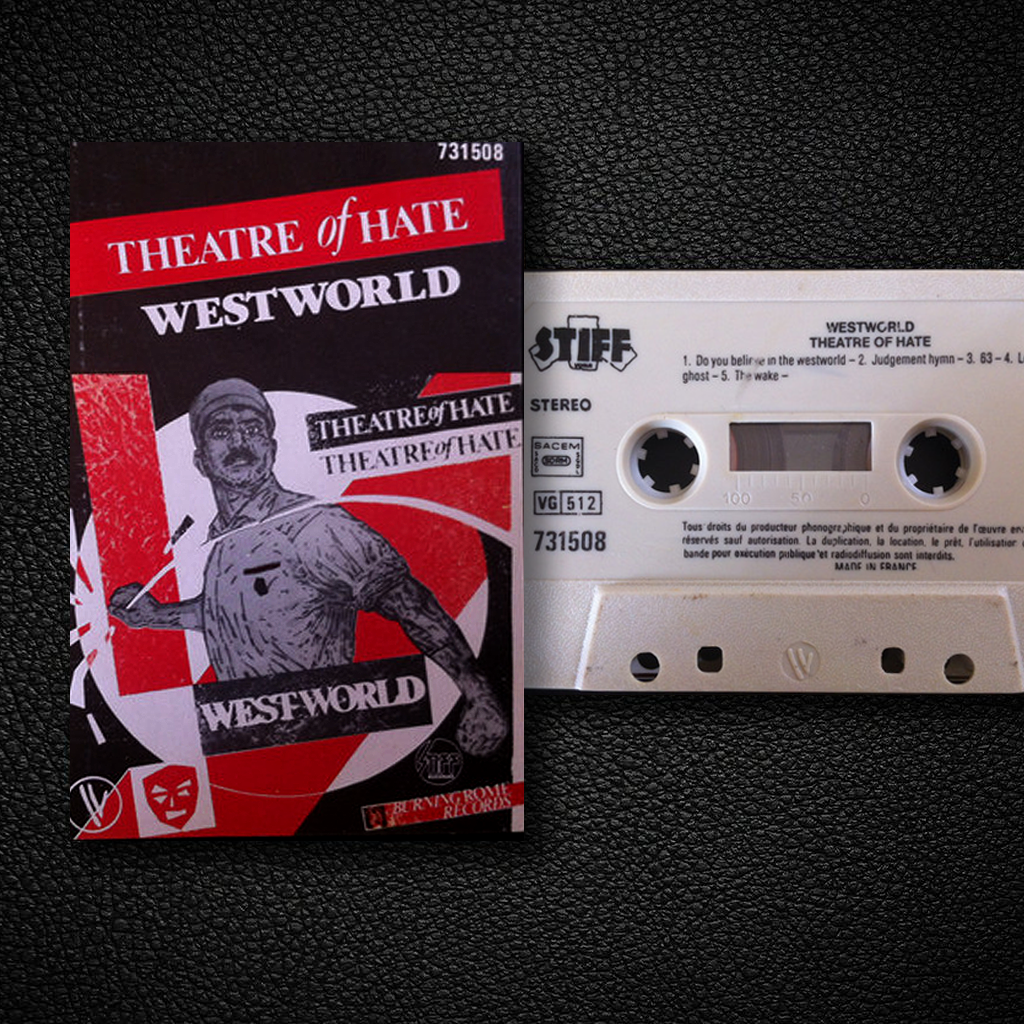 731508
THEATRE of HATE
WESTWORLD
THEATRE of HATE
THEATRE of HATE
WESTWORLD
BURNING ROME
RECORDS
STIFF
WESTWORLD
THEATRE OF HATE
1. Do you believe in the westworld – 2. Judgement hymn – 3. 63 – 4. L
ghost – 5. The wake –
STEREO
SACEM
VG 512
100 50 0
731508
Tous droits du producteur phonographique et du propriétaire de l'œuvre en
réservés sauf autorisation. La duplication, la location, le prêt, l'utilisation
bande pour exécution publique et radiodiffusion sont interdits.
MADE IN FRANCE